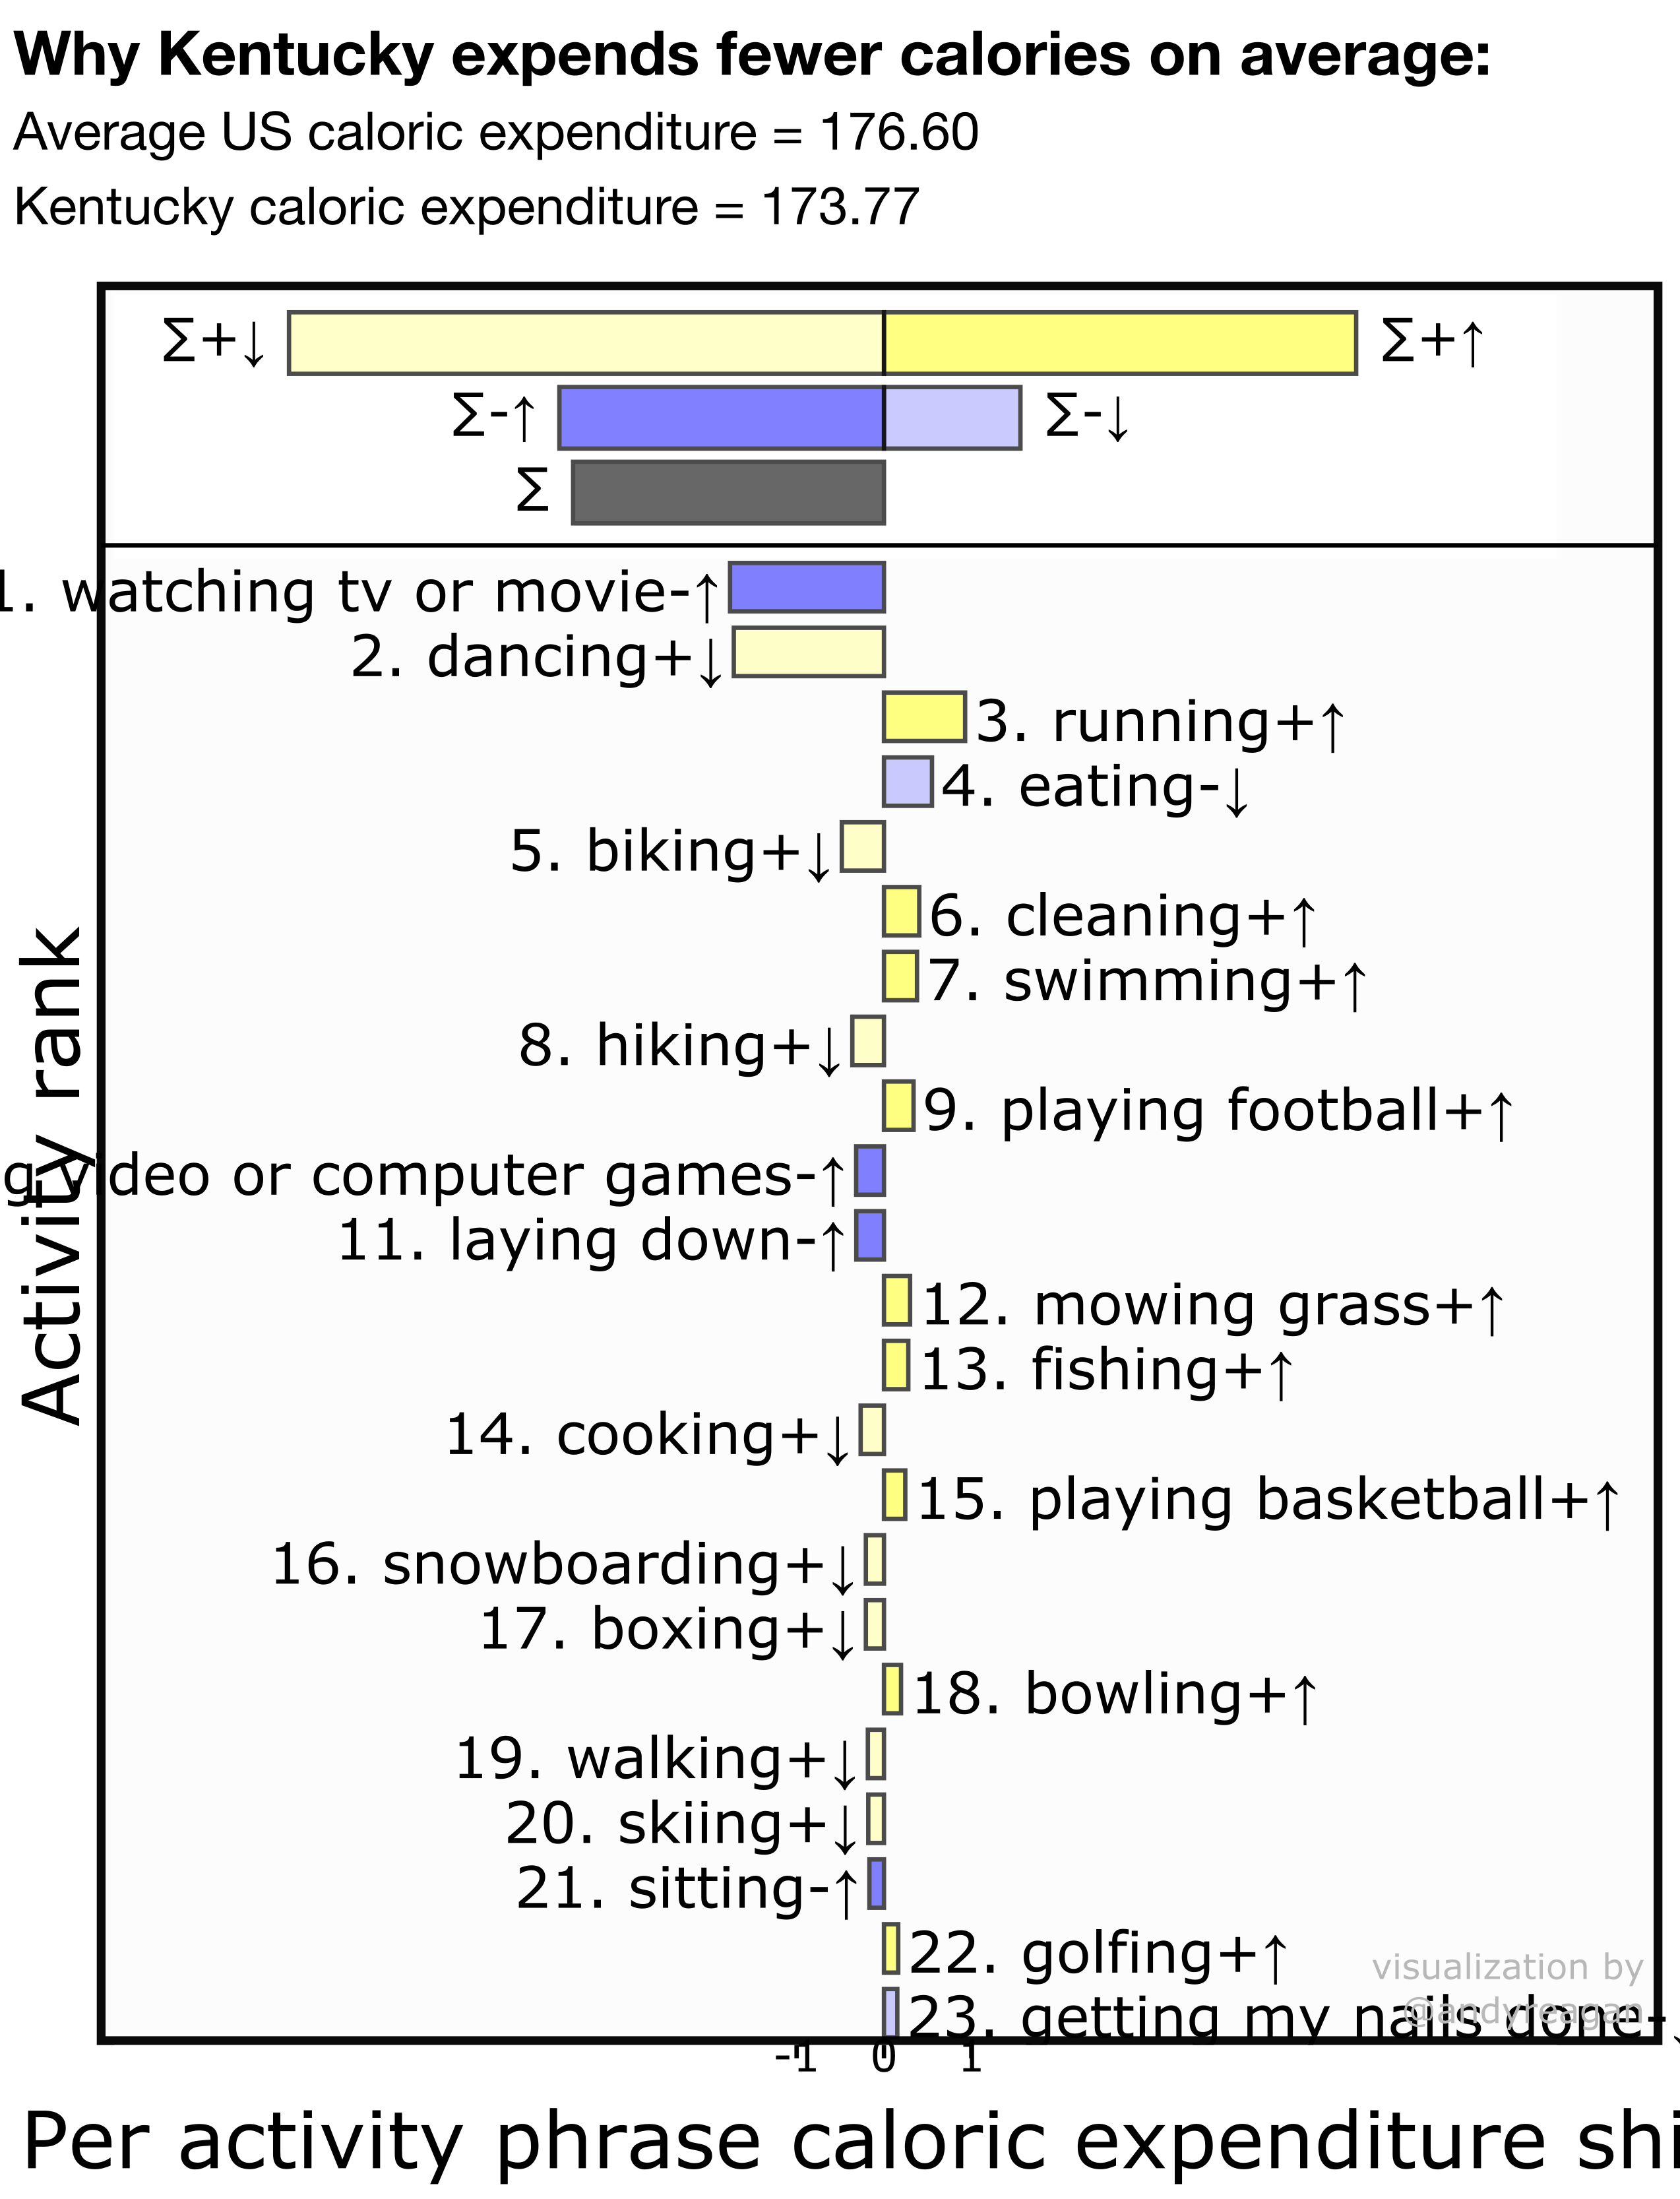 Why Kentucky expends fewer calories on average:
Average US caloric expenditure = 176.60
Kentucky caloric expenditure = 173.77
∑+↓
∑+↑
∑-↑
∑-↓
∑
1. watching tv or movie-↑
2. dancing+↓
3. running+↑
4. eating-↓
5. biking+↓
6. cleaning+↑
7. swimming+↑
8. hiking+↓
9. playing football+↑
g video or computer games-↑
11. laying down-↑
12. mowing grass+↑
13. fishing+↑
14. cooking+↓
15. playing basketball+↑
16. snowboarding+↓
17. boxing+↓
18. bowling+↑
19. walking+↓
20. skiing+↓
21. sitting-↑
22. golfing+↑
23. getting my nails done-↓
visualization by
@andyreagan
Activity rank
-1 0 1
Per activity phrase caloric expenditure shi